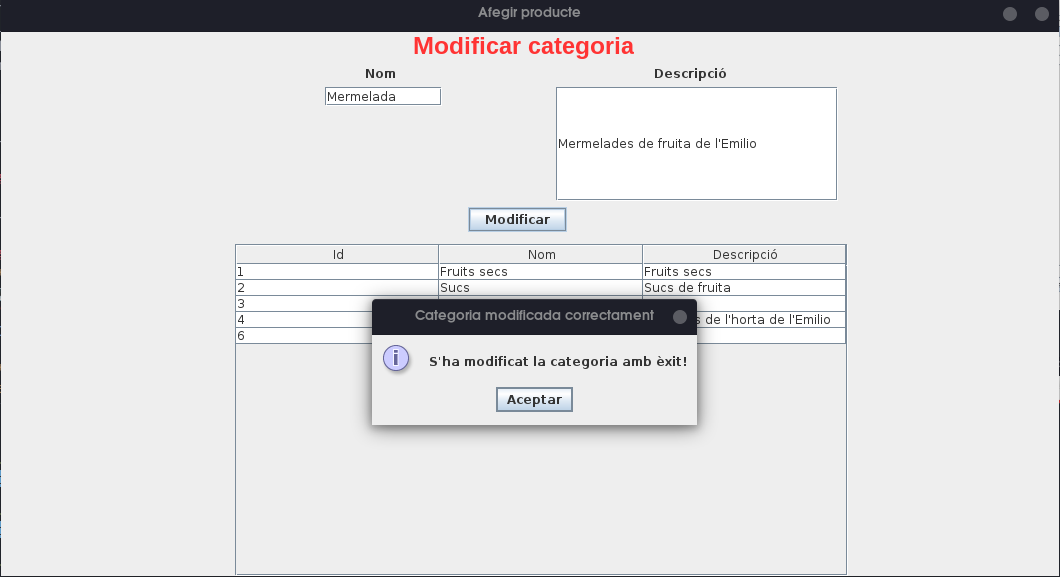 Afegir producte
Modificar categoria
Nom Descripció
Mermelada
Mermelades de fruita de l'Emilio
Modificar
Id Nom Descripció
1 Fruits secs Fruits secs
2 Sucs Sucs de fruita
3
4 de l'horta de l'Emilio
6
Categoria modificada correctament
i
S'ha modificat la categoria amb èxit!
Aceptar